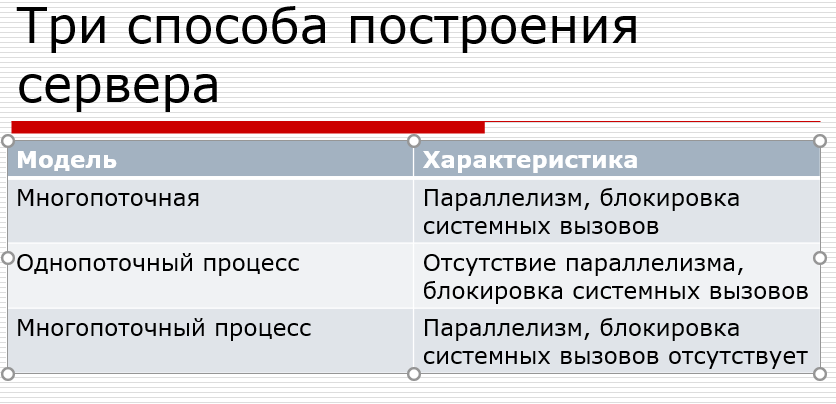 Три способа построения
сервера
Модель
Характеристика
Многопоточная
Параллелизм, блокировка
системных вызовов
Однопоточный процесс
Отсутствие параллелизма,
блокировка системных вызовов
Многопоточный процесс
Параллелизм, блокировка
системных вызовов отсутствует